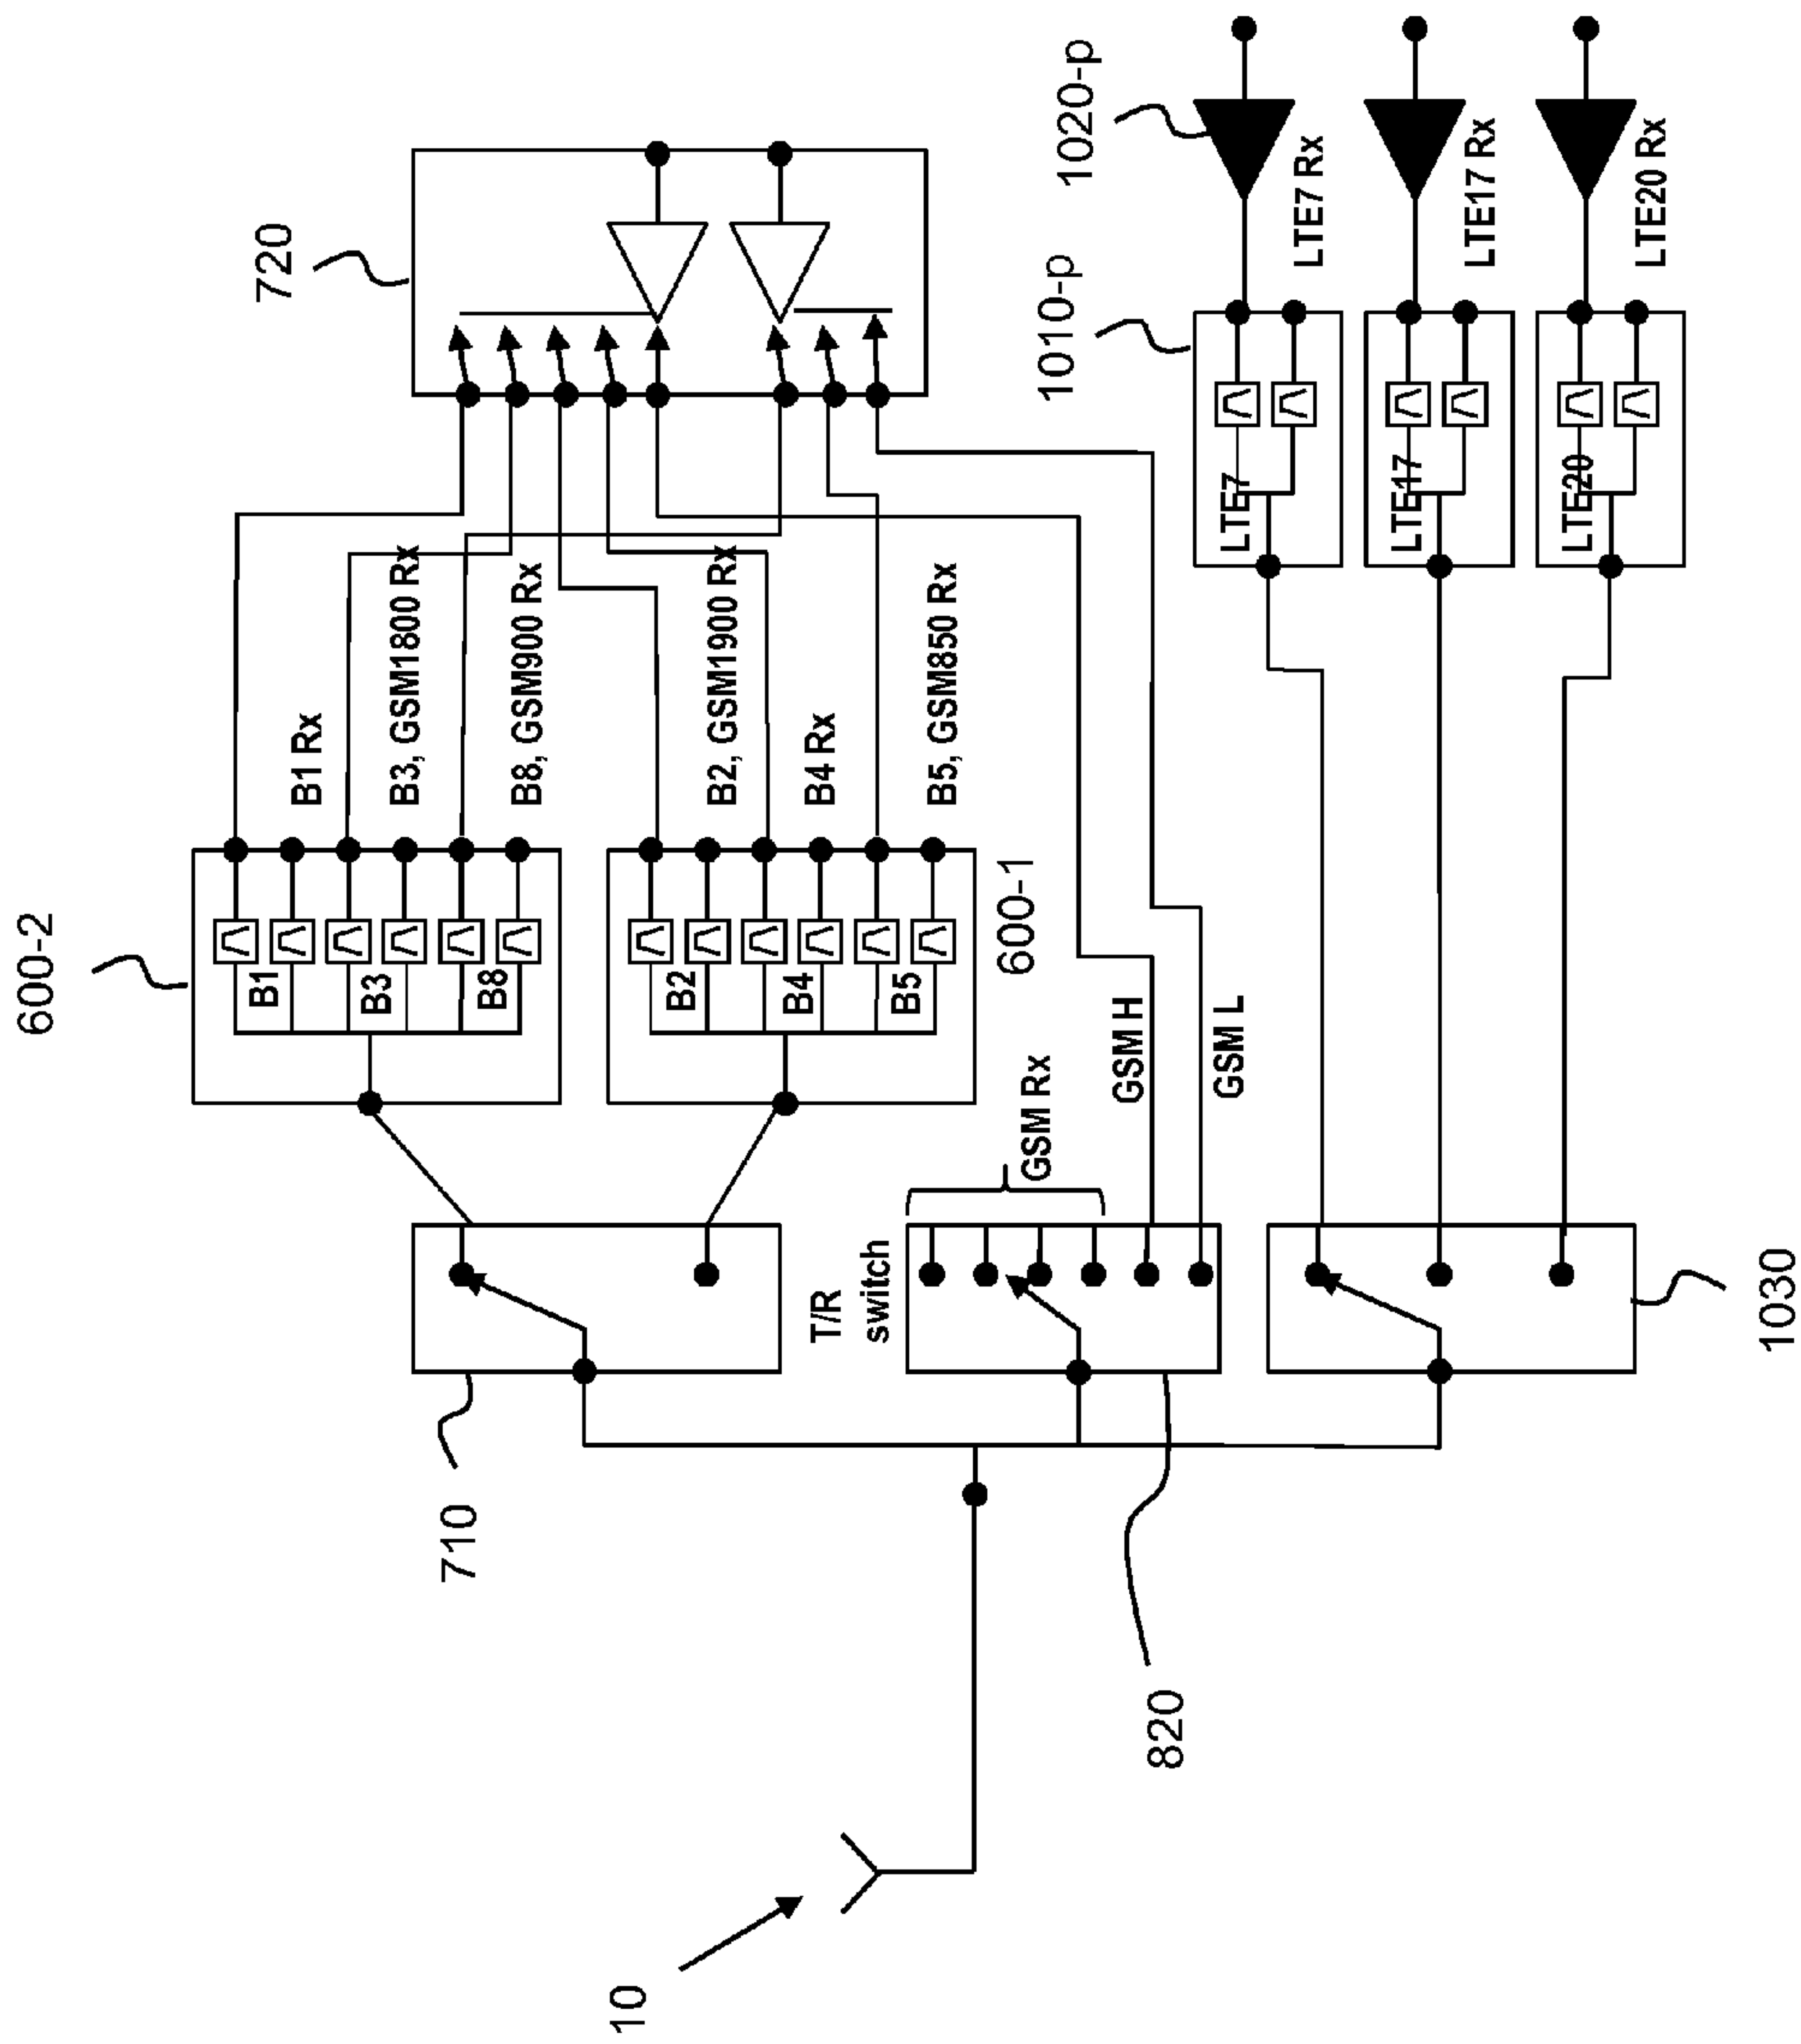 600-2
B1
B3
B8
B1 Rx
B3, GSM1800 Rx
B8, GSM900 Rx
720
710
B2
B4
B5
B2, GSM1900 Rx
B4 Rx
B5, GSM850 Rx
600-1
10
T/R
switch
GSM Rx
GSM H
GSM L
820
1010-p
1020-p
LTE7
LTE7 Rx
LTE17
LTE17 Rx
LTE20
LTE20 Rx
1030